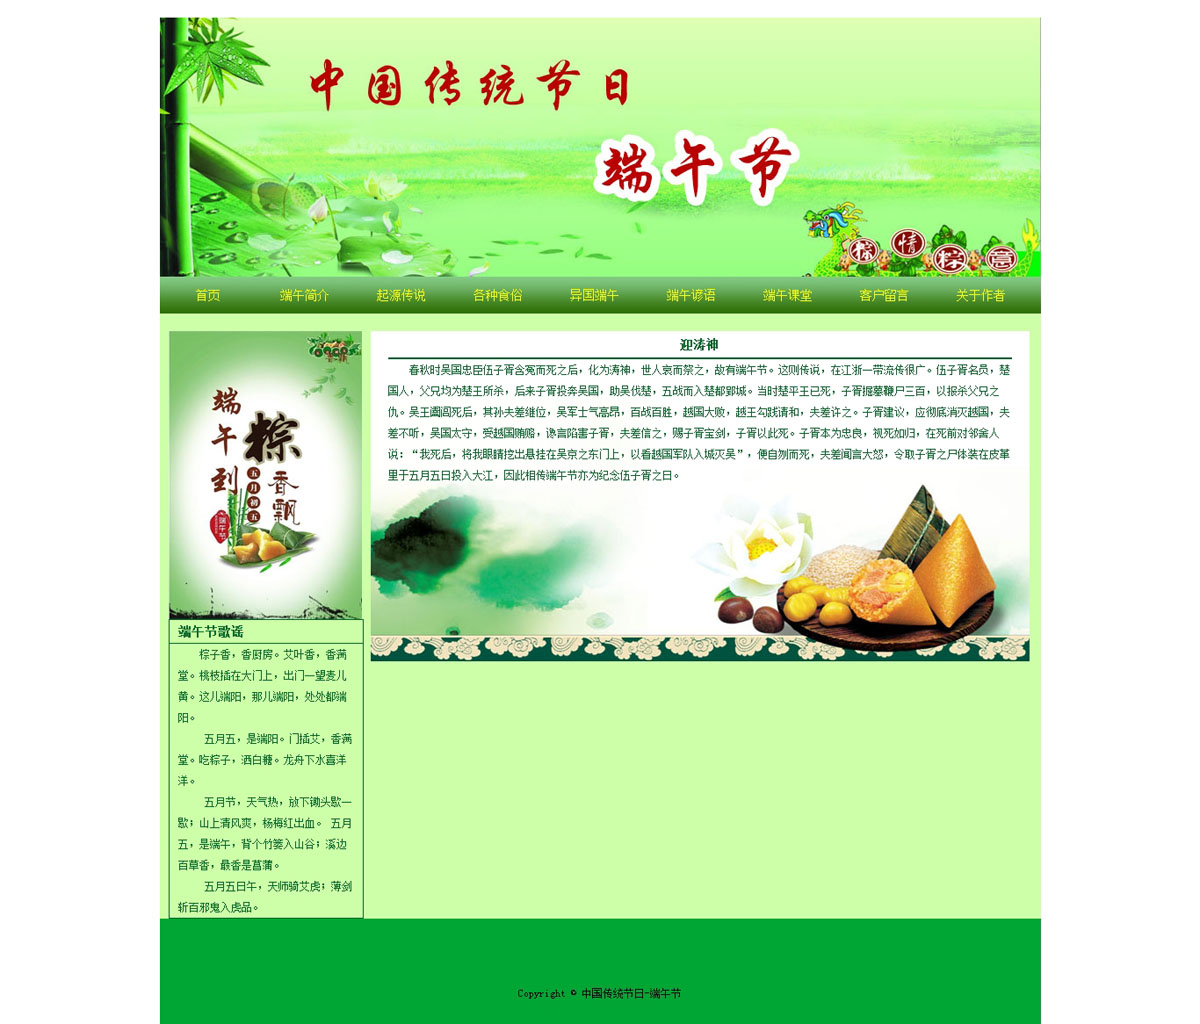 中国传统节日
端午节
粽情粽意
首页 端午简介 起源传说 各种食俗 异国端午 端午谚语 端午课堂 客户留言 关于作者
端午到
粽香飘
五月初五
端午节
端午节歌谣
粽子香，香厨房。艾叶香，香满
堂。桃枝插在大门上，出门一望麦儿
黄。这儿端阳，那儿端阳，处处都端
阳。
五月五，是端阳。门插艾，香满
堂。吃粽子，洒白糖。龙舟下水喜洋
洋。
五月节，天气热，放下锄头歇一
歇；山上清风爽，杨梅红出血。 五月
五，是端午，背个竹篓入山谷；溪边
百草香，最香是菖蒲。
五月五日午，天师骑艾虎；薄剑
斩百邪鬼入虎品。
迎涛神
春秋时吴国忠臣伍子胥含冤而死之后，化为涛神，世人哀而祭之，故有端午节。这则传说，在江浙一带流传很广。伍子胥名员，楚
国人，父兄均为楚王所杀，后来子胥投奔吴国，助吴伐楚，五战而入楚都郢城。当时楚平王已死，子胥掘墓鞭尸三百，以报杀父兄之
仇。吴王阖闾死后，其孙夫差继位，吴军士气高昂，百战百胜，越国大败，越王勾践请和，夫差许之。子胥建议，应彻底消灭越国，夫
差不听，吴国太守，受越国贿赂，谗言陷害子胥，夫差信之，赐子胥宝剑，子胥以此死。子胥本为忠良，视死如归，在死前对邻舍人
说：“我死后，将我眼睛挖出悬挂在吴京之东门上，以看越国军队入城灭吴”，便自刎而死，夫差闻言大怒，令取子胥之尸体装在皮革
里于五月五日投入大江，因此相传端午节亦为纪念伍子胥之日。
Copyright © 中国传统节日-端午节